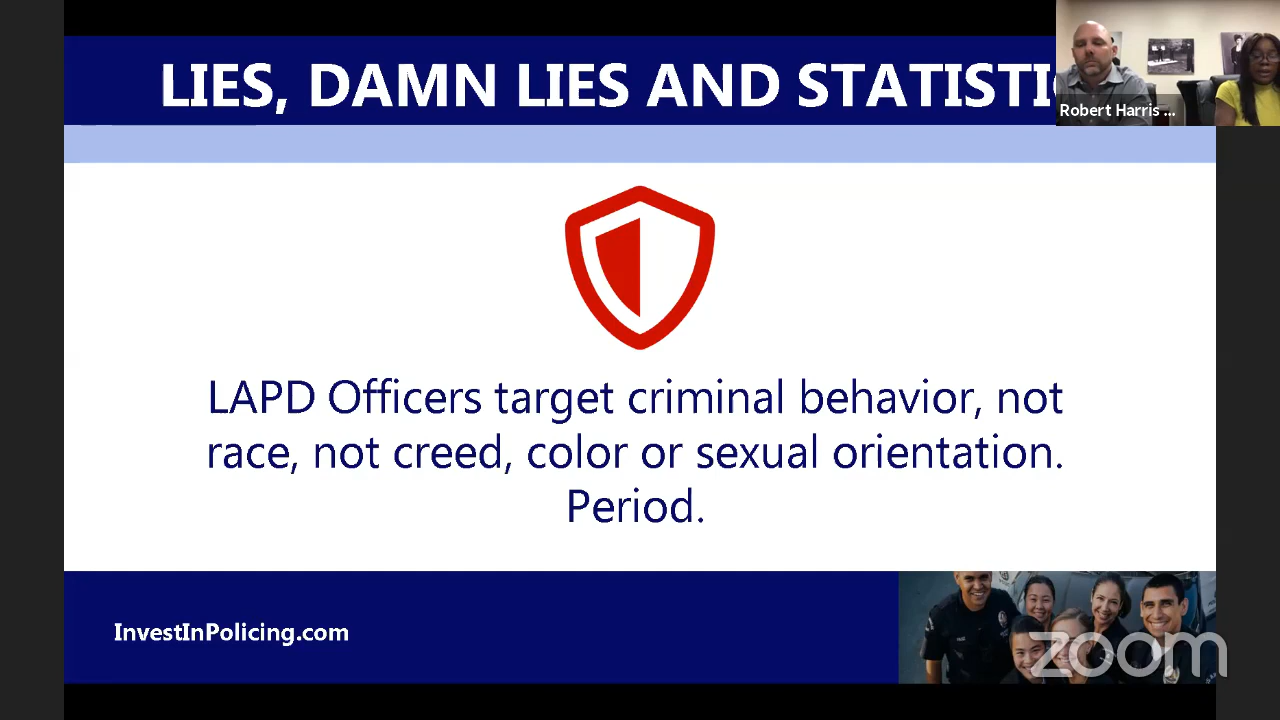 LIES, DAMN LIES AND STATISTI
Robert Harris ...
LAPD Officers target criminal behavior, not
race, not creed, color or sexual orientation.
Period.
InvestInPolicing.com
zoom